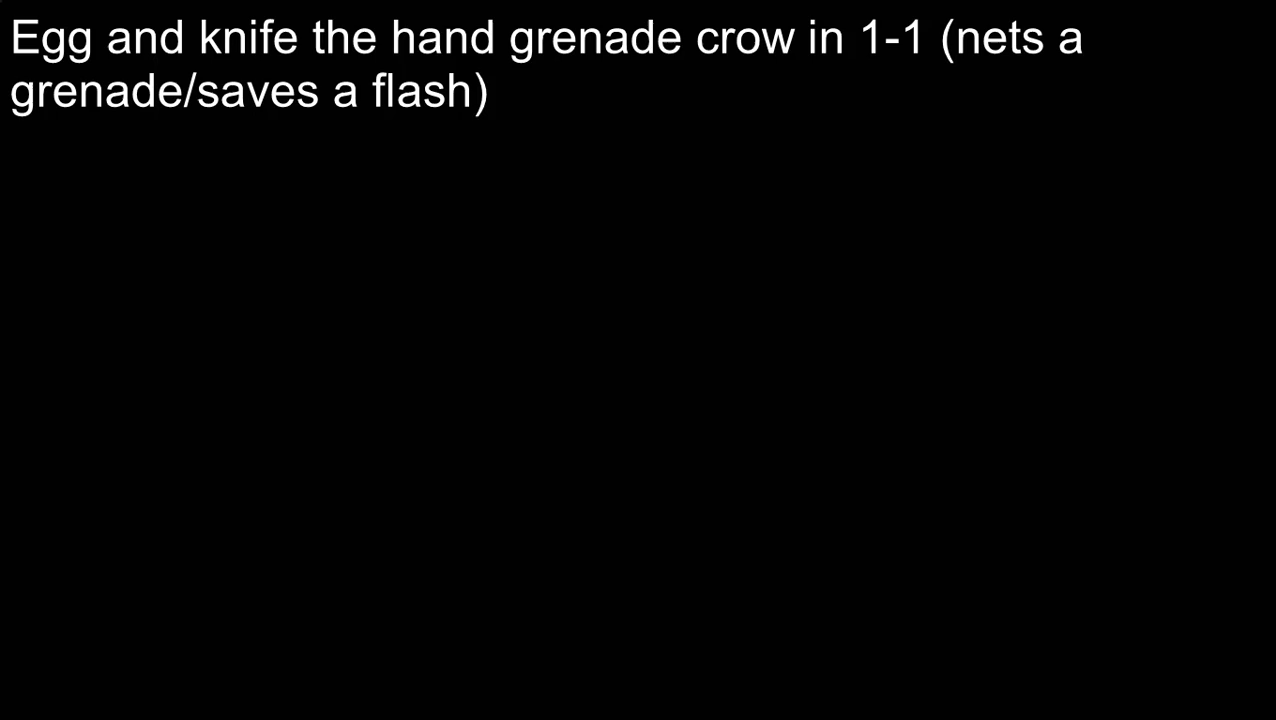 Egg and knife the hand grenade crow in 1-1 (nets a
grenade/saves a flash)